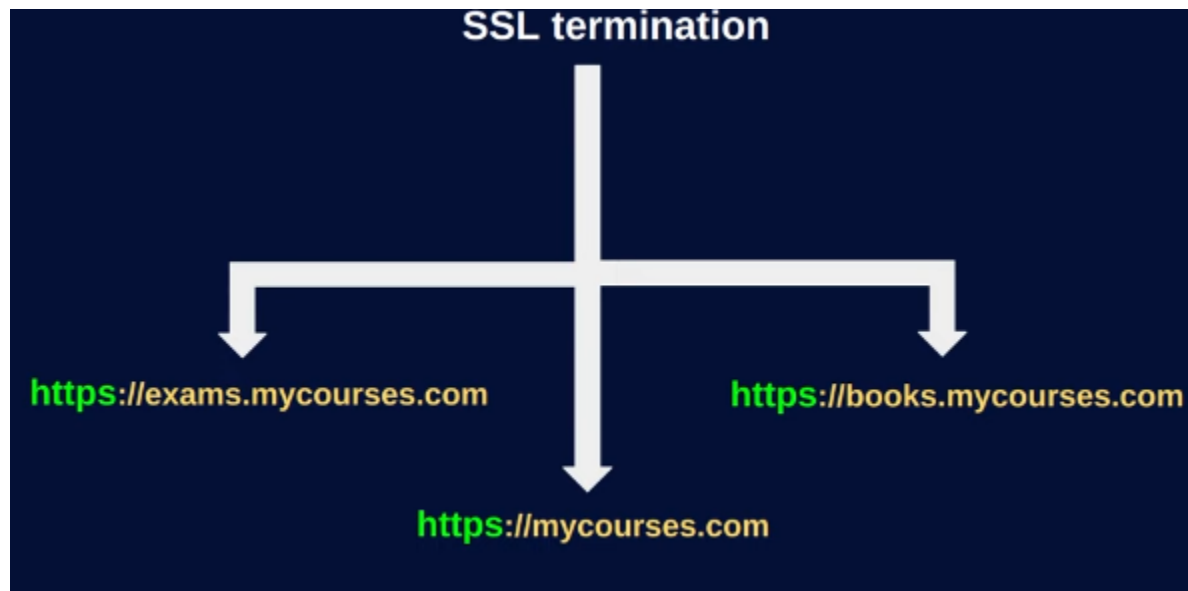 SSL termination
https://exams.mycourses.com
https://books.mycourses.com
https://mycourses.com